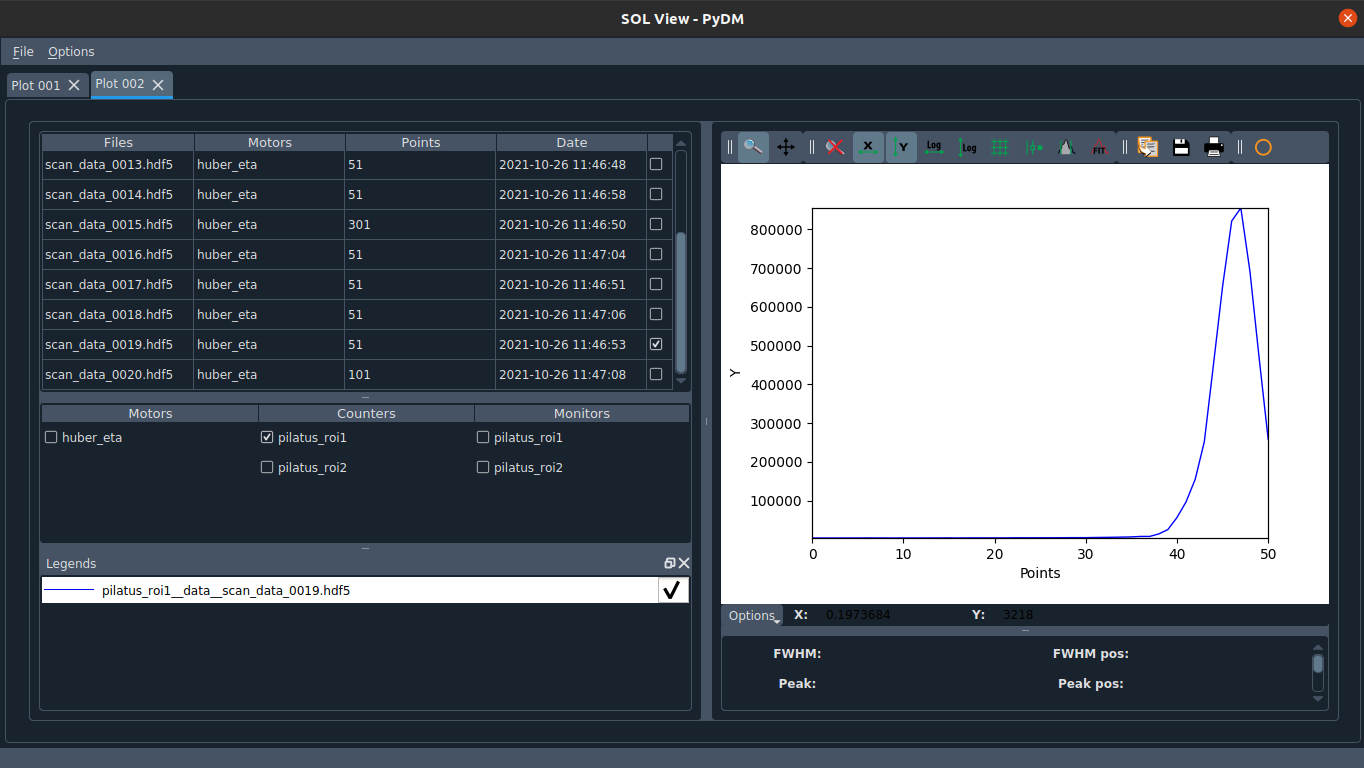 SOL View - PyDM
File Options
Plot 001 Plot 002
Files Motors Points Date
scan_data_0013.hdf5 huber_eta 51 2021-10-26 11:46:48
scan_data_0014.hdf5 huber_eta 51 2021-10-26 11:46:58
scan_data_0015.hdf5 huber_eta 301 2021-10-26 11:46:50
scan_data_0016.hdf5 huber_eta 51 2021-10-26 11:47:04
scan_data_0017.hdf5 huber_eta 51 2021-10-26 11:46:51
scan_data_0018.hdf5 huber_eta 51 2021-10-26 11:47:06
scan_data_0019.hdf5 huber_eta 51 2021-10-26 11:46:53
scan_data_0020.hdf5 huber_eta 101 2021-10-26 11:47:08
Motors Counters Monitors
huber_eta pilatus_roi1 pilatus_roi1
pilatus_roi2 pilatus_roi2
Legends
pilatus_roi1__data__scan_data_0019.hdf5
X Y Log Log FIT
800000
700000
600000
500000
400000
300000
200000
100000
Y
0 10 20 30 40 50
Points
Options X: 0.1973684 Y: 3218
FWHM: FWHM pos:
Peak: Peak pos: